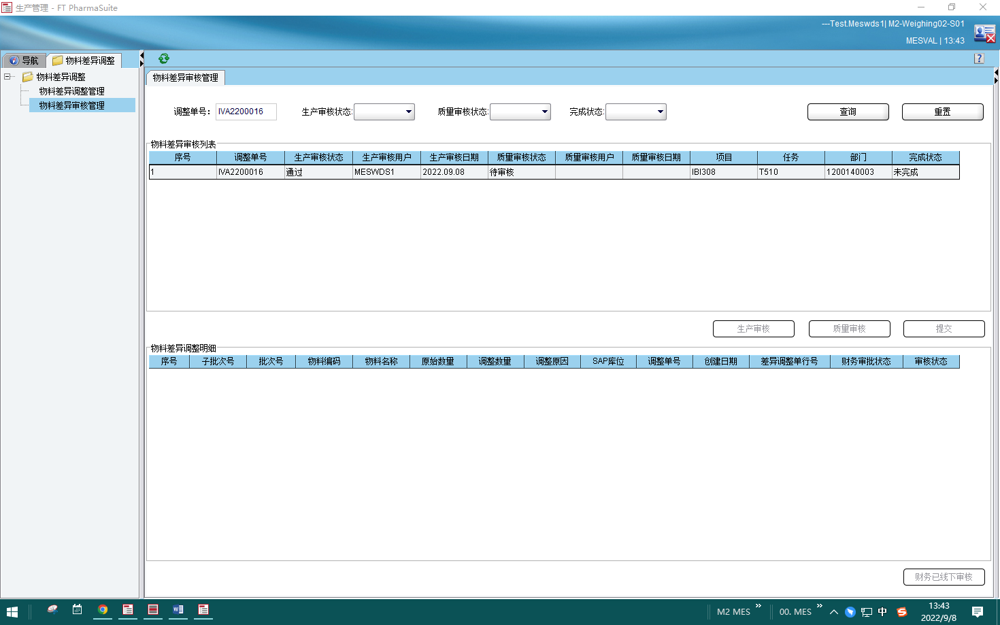 生产管理 - FT PharmaSuite
---Test.Meswds1| M2-Weighing02-S01
MESVAL | 13:43
导航 物料差异调整
物料差异调整
物料差异调整管理
物料差异审核管理
物料差异审核管理
调整单号: IVA2200016 生产审核状态: 质量审核状态: 完成状态: 查询 重置
物料差异审核列表
序号 调整单号 生产审核状态 生产审核用户 生产审核日期 质量审核状态 质量审核用户 质量审核日期 项目 任务 部门 完成状态
1 IVA2200016 通过 MESWDS1 2022.09.08 待审核 IBI308 T510 1200140003 未完成
生产审核 质量审核 提交
物料差异调整明细
序号 子批次号 批次号 物料编码 物料名称 原始数量 调整数量 调整原因 SAP库位 调整单号 创建日期 差异调整单行号 财务审批状态 审核状态
财务已线下审核
M2 MES 00. MES 中 13:43
2022/9/8